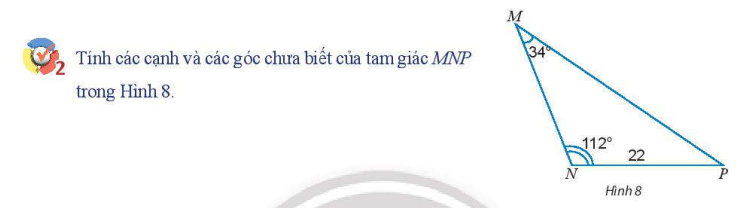 2 Tính các cạnh và các góc chưa biết của tam giác MNP
trong Hình 8.
M
34°
112°
22
N
P
Hình 8